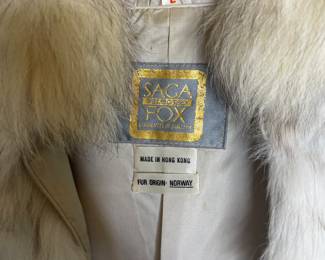 L
SAGA
FOX
MADE IN HONG KONG
FUR ORIGIN: NORWAY